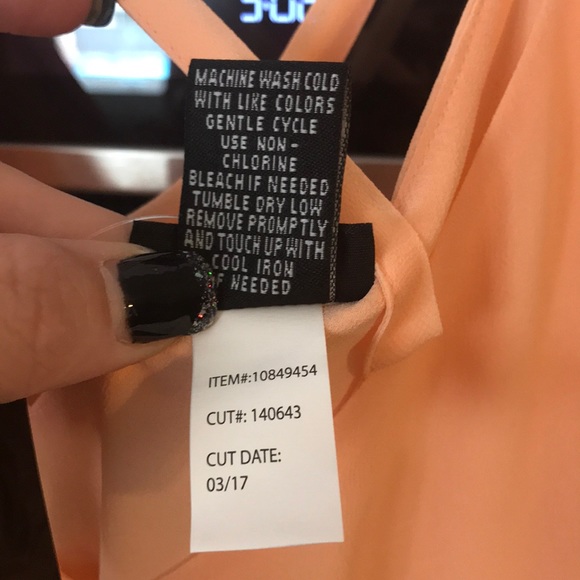 MACHINE WASH COLD
WITH LIKE COLORS
GENTLE CYCLE
USE NON-
CHLORINE
BLEACH IF NEEDED
TUMBLE DRY LOW
REMOVE PROMPTLY
AND TOUCH UP WITH
COOL IRON
IF NEEDED
ITEM#:10849454
CUT#: 140643
CUT DATE:
03/17